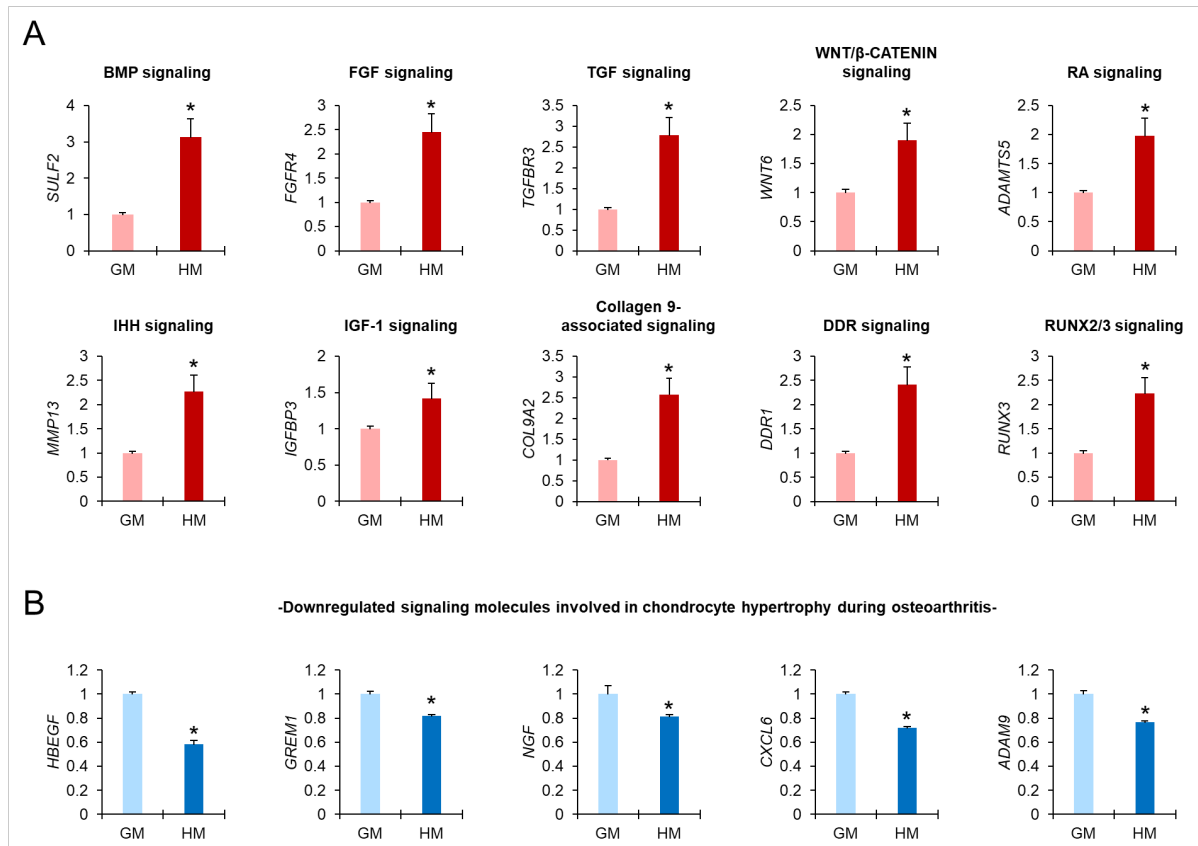 A
BMP signaling
FGF signaling
TGF signaling
WNT/β-CATENIN
signaling
RA signaling
SULF2
4
3
2
1
0
*
GM HM
FGFR4
3
2.5
2
1.5
1
0.5
0
*
GM HM
TGFBR3
3.5
3
2.5
2
1.5
1
0.5
0
*
GM HM
WNT6
2.5
2
1.5
1
0.5
0
*
GM HM
ADAMTS5
2.5
2
1.5
1
0.5
0
*
GM HM
IHH signaling
IGF-1 signaling
Collagen 9-
associated signaling
DDR signaling
RUNX2/3 signaling
MMP13
3
2.5
2
1.5
1
0.5
0
*
GM HM
IGFBP3
2
1.5
1
0.5
0
*
GM HM
COL9A2
3.5
3
2.5
2
1.5
1
0.5
0
*
GM HM
DDR1
3
2.5
2
1.5
1
0.5
0
*
GM HM
RUNX3
3
2.5
2
1.5
1
0.5
0
*
GM HM
B
-Downregulated signaling molecules involved in chondrocyte hypertrophy during osteoarthritis-
HBEGF
1.2
1
0.8
0.6
0.4
0.2
0
*
GM HM
GREM1
1.2
1
0.8
0.6
0.4
0.2
0
*
GM HM
NGF
1.2
1
0.8
0.6
0.4
0.2
0
*
GM HM
CXCL6
1.2
1
0.8
0.6
0.4
0.2
0
*
GM HM
ADAM9
1.2
1
0.8
0.6
0.4
0.2
0
*
GM HM